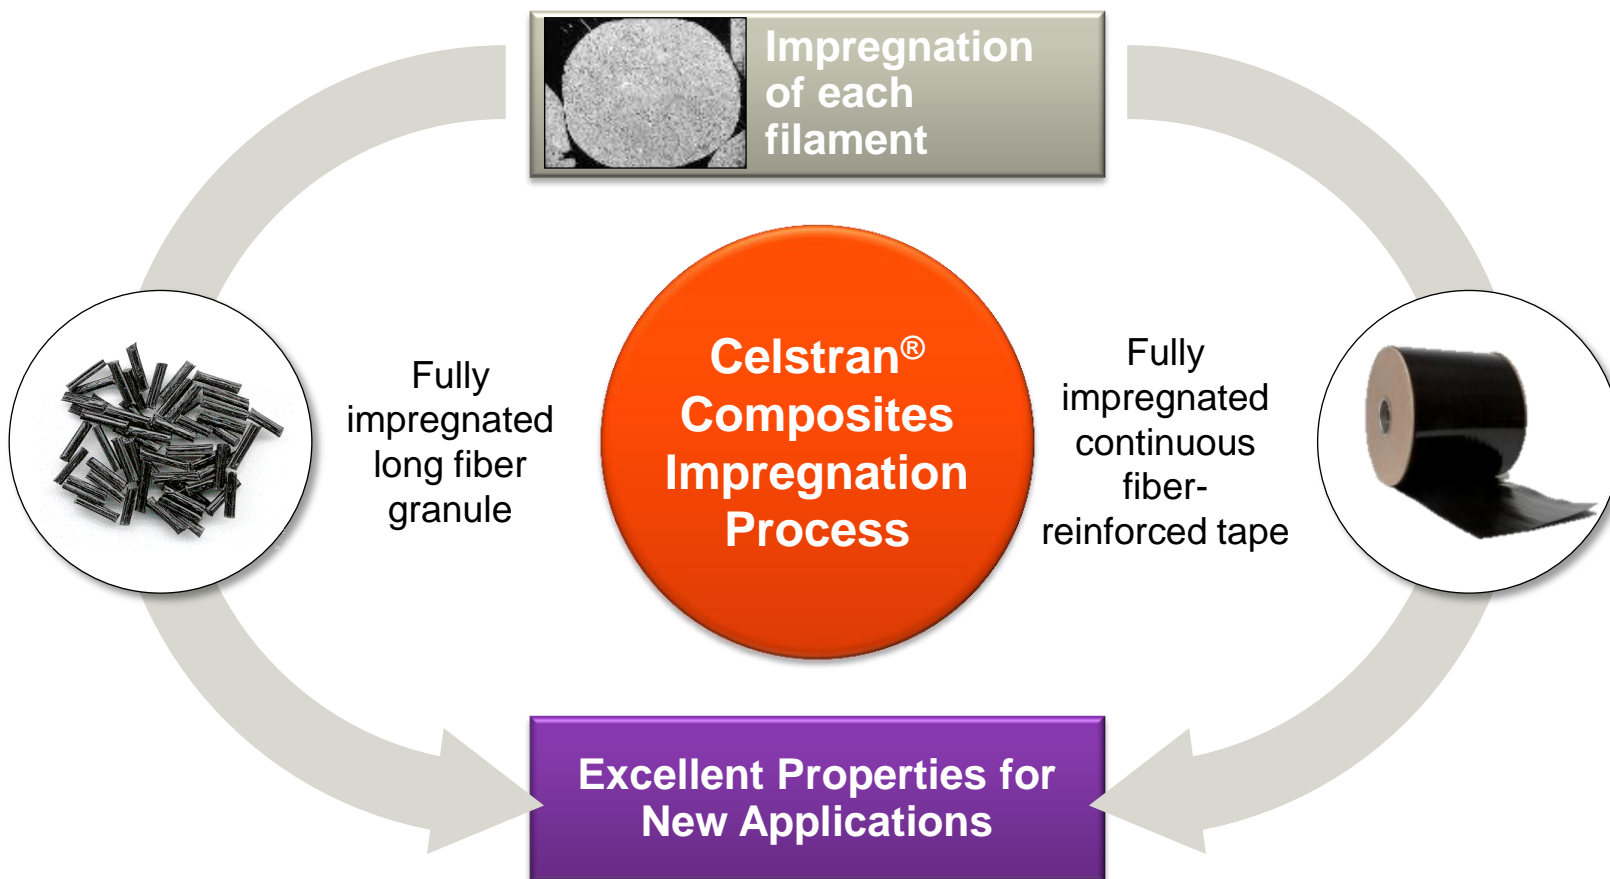 Impregnation
of each
filament
Fully
impregnated
long fiber
granule
Celstran®
Composites
Impregnation
Process
Fully
impregnated
continuous
fiber-
reinforced tape
Excellent Properties for
New Applications